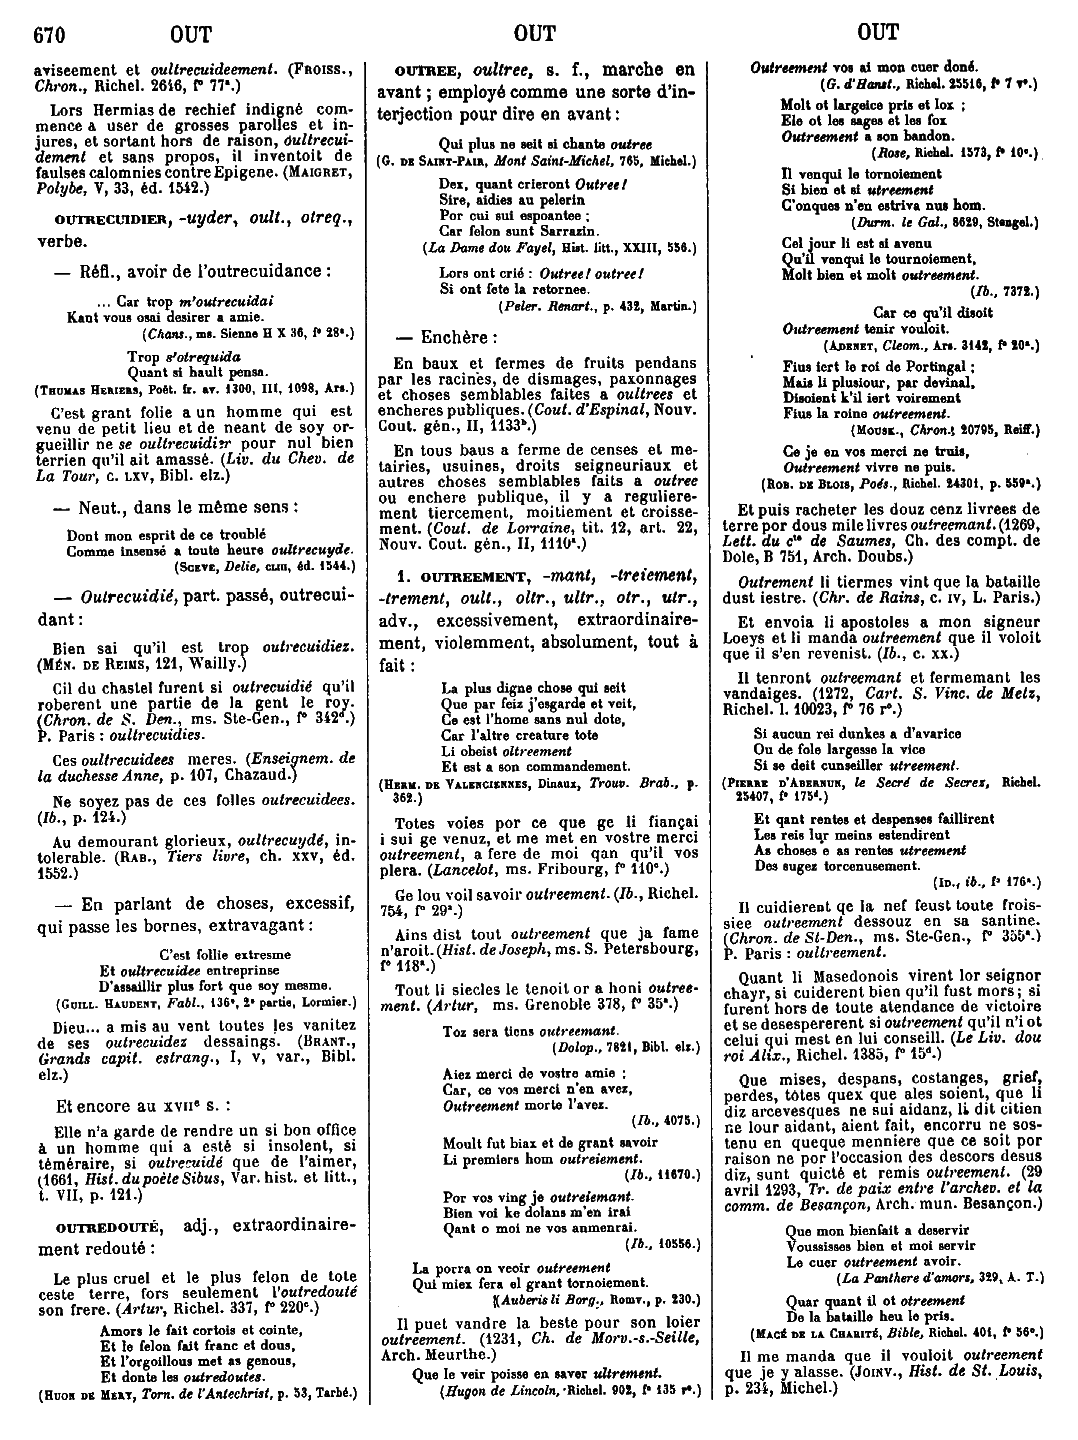 670 OUT OUT OUT
aviseement et oultrecuideement. (FROISS.,
Chron., Richel. 2646, f° 77ª.)
Lors Hermias de rechief indigné com-
mence a user de grosses parolles et in-
jures, et sortant hors de raison, oultrecui-
dement et sans propos, il inventoit de
faulses calomnies contre Epigene. (MAIGRET,
Polybe, V, 33, éd. 1542.)
OUTRECUIDIER, -uyder, oult., otreq.,
verbe.
— Réfl., avoir de l'outrecuidance :
... Car trop m'outrecuidai
Kant vous osai desirer a amie.
(Chans., ms. Sienne H X 36, f° 28ª.)
Trop s'otrequida
Quant si hault pensa.
(THOMAS HERIERS, Poët. fr. av. 1300, III, 1098, Ars.)
C'est grant folie a un homme qui est
venu de petit lieu et de neant de soy or-
gueillir ne se oultrecuidier pour nul bien
terrien qu'il ait amassé. (Liv. du Chev. de
La Tour, c. LXV, Bibl. elz.)
— Neut., dans le même sens :
Dont mon esprit de ce troublé
Comme insensé a toute heure oultrecuyde.
(SCEVE, Delie, éd. 1544.)
— Outrecuidié, part. passé, outrecui-
dant :
Bien sai qu'il est trop outrecuidiez.
(MÉN. DE REIMS, 121, Wailly.)
Cil du chastel furent si outrecuidié qu'il
roberent une partie de la gent le roy.
(Chron. de S. Den., ms. Ste-Gen., f° 342ᵈ.)
P. Paris : oultrecuidies.
Ces oultrecuidees meres. (Enseignem. de
la duchesse Anne, p. 107, Chazaud.)
Ne soyez pas de ces folles outrecuidees.
(Ib., p. 124.)
Au demourant glorieux, oultrecuydé, in-
tolerable. (RAB., Tiers livre, ch. XXV, éd.
1552.)
— En parlant de choses, excessif,
qui passe les bornes, extravagant :
C'est follie extresme
Et oultrecuidee entreprinse
D'assaillir plus fort que soy mesme.
(GUILL. HAUDENT, Fabl., 136ᵒ, 2ᵉ partie, Lormier.)
Dieu... a mis au vent toutes les vanitez
de ses outrecuidez dessaings. (BRANT.,
Grands capit. estrang., I, V, var., Bibl.
elz.)
Et encore au XVIIᵉ s. :
Elle n'a garde de rendre un si bon office
à un homme qui a esté si insolent, si
téméraire, si outrecuidé que de l'aimer,
(1661, Hist. du poète Sibus, Var. hist. et litt.,
t. VII, p. 121.)
OUTREDOUTÉ, adj., extraordinaire-
ment redouté :
Le plus cruel et le plus felon de tote
ceste terre, fors seulement l'outredouté
son frere. (Artur, Richel. 337, f° 220ᶜ.)
Amors le fait cortois et cointe,
Et le felon fait franc et dous,
Et l'orgoillous met as genous,
Et donte les outredoutes.
(HUON DE MERY, Torn. de l'Antechrist, p. 53, Tarbé.)
OUTREE, oultree, s. f., marche en
avant ; employé comme une sorte d'in-
terjection pour dire en avant :
Qui plus ne seit si chante outree
(G. DE SAINT-PAIR, Mont Saint-Michel, 765, Michel.)
Dex, quant crieront Outree !
Sire, aidies au pelerin
Por cui sui espoantee ;
Car felon sunt Sarrazin.
(La Dame dou Fayel, Hist. litt., XXIII, 556.)
Lors ont crié : Outree ! outree !
Si ont fete la retornee.
(Peler. Renart., p. 432, Martin.)
— Enchère :
En baux et fermes de fruits pendans
par les racines, de dismages, paxonnages
et choses semblables faites a oultrees et
encheres publiques. (Cout. d'Espinal, Nouv.
Cout. gén., II, 1133ᵇ.)
En tous baus a ferme de censes et me-
tairies, usuines, droits seigneuriaux et
autres choses semblables faits a outree
ou enchere publique, il y a reguliere-
ment tiercement, moitiement et croisse-
ment. (Cout. de Lorraine, tit. 12, art. 22,
Nouv. Cout. gén., II, 1110ª.)
1. OUTREEMENT, -mant, -treiement,
-trement, oult., oltr., ultr., otr., utr.,
adv., excessivement, extraordinaire-
ment, violemment, absolument, tout à
fait :
La plus digne chose qui seit
Que par feiz j'esgarde et veit,
Ce est l'home sans nul dote,
Car l'altre creature tote
Li obeist oltreement
Et est a son commandement.
(HERM. DE VALENCIENNES, Dinaux, Trouv. Brab., p.
362.)
Totes voies por ce que ge li fiançai
i sui ge venuz, et me met en vostre merci
outreement, a fere de moi qan qu'il vos
plera. (Lancelot, ms. Fribourg, f° 110ᶜ.)
Ge lou voil savoir outreement. (Ib., Richel.
754, f° 29ª.)
Ains dist tout outreement que ja fame
n'aroit. (Hist. de Joseph, ms. S. Petersbourg,
f° 118ª.)
Tout li siecles le tenoit or a honi outree-
ment. (Artur, ms. Grenoble 378, f° 35ª.)
Toz sera tiens outreemant.
(Dolop., 7821, Bibl. elz.)
Aiez merci de vostre amie ;
Car, ce vos merci n'en avez,
Outreement morte l'avez.
(Ib., 4075.)
Moult fut biax et de grant savoir
Li premiers hom outreiement.
(Ib., 11670.)
Por vos ving je outreiemant.
Bien voi ke dolans m'en irai
Qant o moi ne vos anmenrai.
(Ib., 10556.)
La porra on veoir outreement
Qui miex fera el grant tornoiement.
(Auberis li Borg., Romv., p. 230.)
Il puet vandre la beste por son loier
outreement. (1231, Ch. de Morv.-s.-Seille,
Arch. Meurthe.)
Que le veir poisse en saver ultrement.
(Hugon de Lincoln, Richel. 902, f° 135 r°.)
Outreement vos ai mon cuer doné.
(G. d'Hanst., Richel. 25516, f° 7 v°.)
Molt ot largeice pris et lox ;
Ele ot les sages et les fox
Outreement a son bandon.
(Rose, Richel. 1573, f° 10ᶜ.)
Il venqui le tornoiement
Si bien et si utreement
C'onques n'en estriva nus hom.
(Durm. le Gal., 8629, Stengel.)
Cel jour li est si avenu
Qu'il venqui le tournoiement,
Molt bien et molt outreement.
(Ib., 7372.)
Car ce qu'il disoit
Outreement tenir vouloit.
(ADENET, Cleom., Ars. 3142, f° 20ª.)
Fius iert le roi de Portingal ;
Mais li plusiour, par devinal,
Disoient k'il iert voirement
Fius la roine outreement.
(MOUSK., Chron., 20795, Reiff.)
Ce je en vos merci ne truis,
Outreement vivre ne puis.
(ROB. DE BLOIS, Poés., Richel. 24301, p. 559ª.)
Et puis racheter les douz cenz livrees de
terre por dous mile livres outreemant. (1269,
Lett. du cᵗᵉ de Saumes, Ch. des compt. de
Dole, B 751, Arch. Doubs.)
Outrement li tiermes vint que la bataille
dust iestre. (Chr. de Rains, c. IV, L. Paris.)
Et envoia li apostoles a mon signeur
Loeys et li manda outreement que il voloit
que il s'en revenist. (Ib., c. XX.)
Il tenront outreemant et fermemant les
vandaiges. (1272, Cart. S. Vinc. de Metz,
Richel. l. 10023, f° 76 r°.)
Si aucun rei dunkes a d'avarice
Ou de fole largesse la vice
Si se deit cunseiller utreement.
(PIERRE D'ABERNUN, le Secré de Secrez, Richel.
25407, f° 175ᵈ.)
Et qant rentes et despenses faillirent
Les reis lur meins estendirent
As choses e as rentes utreement
Des sugez torcenusement.
(ID., ib., f° 176ª.)
Il cuidierent qe la nef feust toute frois-
siee outreement dessouz en sa santine.
(Chron. de St-Den., ms. Ste-Gen., f° 355ª.)
P. Paris : oultreement.
Quant li Masedonois virent lor seignor
chayr, si cuiderent bien qu'il fust mors ; si
furent hors de toute atendance de victoire
et se desespererent si outreement qu'il n'i ot
celui qui mest en lui conseill. (Le Liv. dou
roi Alix., Richel. 1385, f° 15ᵈ.)
Que mises, despans, costanges, grief,
perdes, tôtes quex que ales soient, que li
diz arcevesques ne sui aidanz, li dit citien
ne lour aidant, aient fait, encorru ne sos-
tenu en queque menniere que ce soit por
raison ne por l'occasion des descors desus
diz, sunt quicté et remis outreement. (29
avril 1293, Tr. de paix entre l'archev. et la
comm. de Besançon, Arch. mun. Besançon.)
Que mon bienfait a deservir
Voussisses bien et moi servir
Le cuer outreement avoir.
(La Panthere d'amors, 329, A. T.)
Quar quant il ot otreement
De la bataille heu le pris.
(MACÉ DE LA CHARITÉ, Bible, Richel. 401, f° 56ᵒ.)
Il me manda que il vouloit outreement
que je y alasse. (JOINV., Hist. de St. Louis,
p. 234, Michel.)